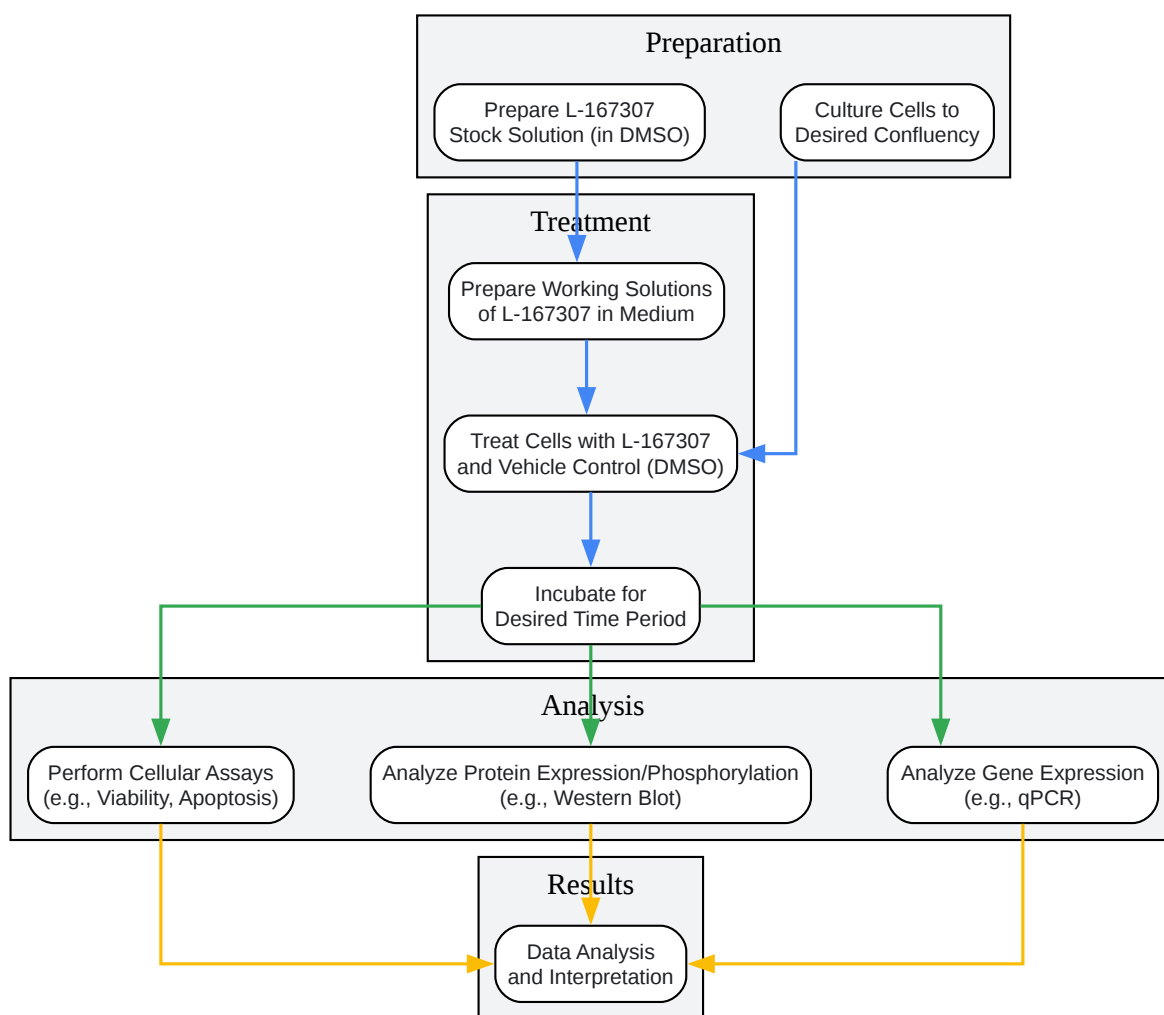 Preparation
Prepare L-167307
Stock Solution (in DMSO)
Culture Cells to
Desired Confluency
Treatment
Prepare Working Solutions
of L-167307 in Medium
Treat Cells with L-167307
and Vehicle Control (DMSO)
Incubate for
Desired Time Period
Analysis
Perform Cellular Assays
(e.g., Viability, Apoptosis)
Analyze Protein Expression/Phosphorylation
(e.g., Western Blot)
Analyze Gene Expression
(e.g., qPCR)
Results
Data Analysis
and Interpretation